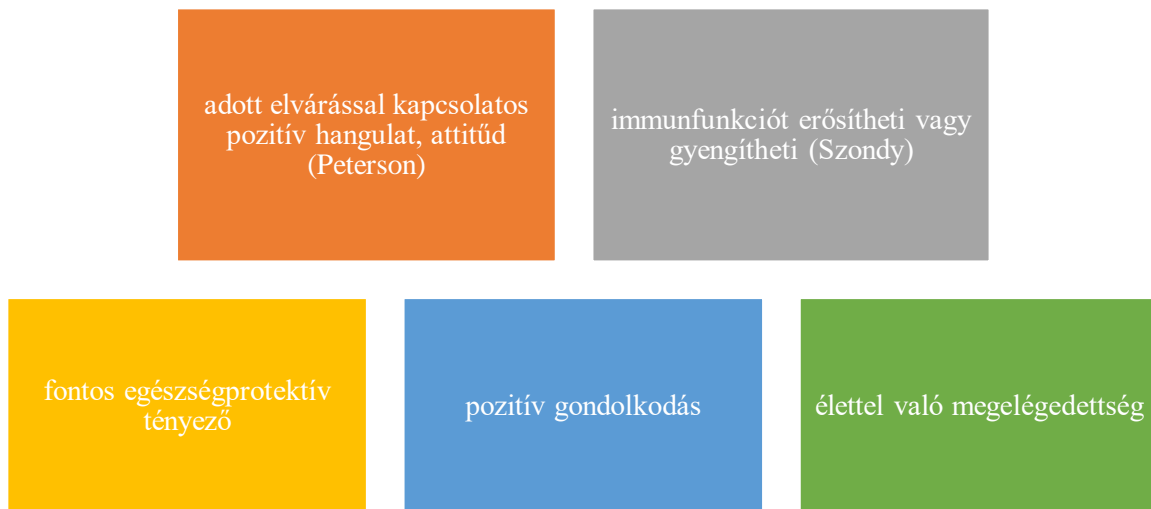 adott elvárással kapcsolatos
pozitív hangulat, attitűd
(Peterson)
immunfunkciót erősítheti vagy
gyengítheti (Szondy)
fontos egészségprotektív
tényező
pozitív gondolkodás
élettel való megelégedettség